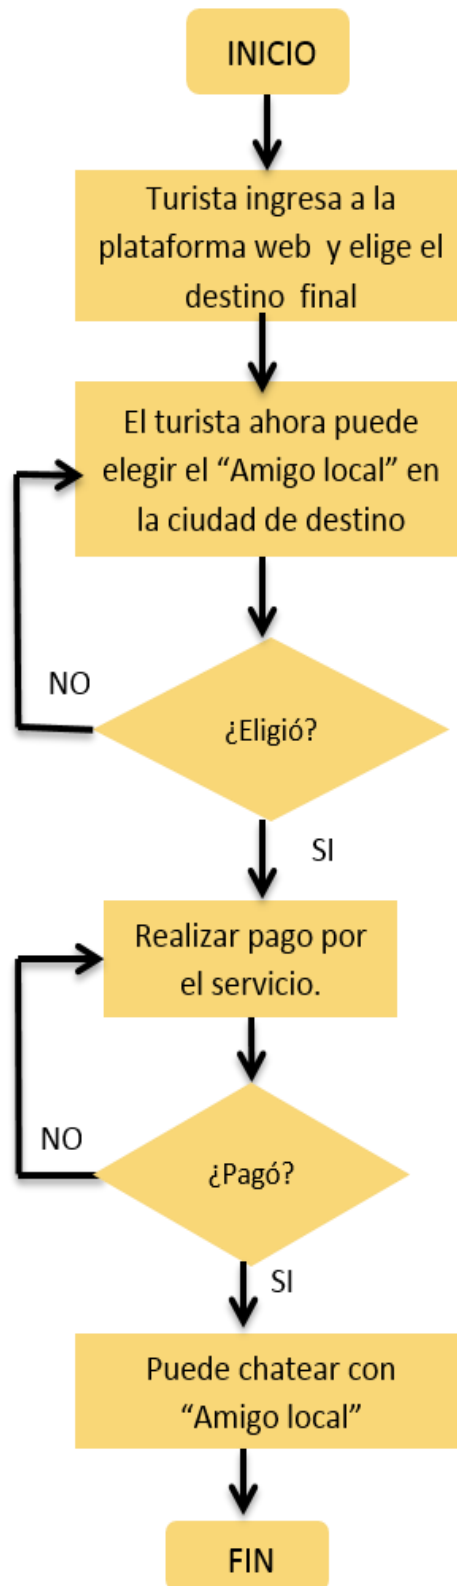 INICIO
Turista ingresa a la
plataforma web y elige el
destino final
El turista ahora puede
elegir el “Amigo local” en
la ciudad de destino
NO
¿Eligió?
SI
Realizar pago por
el servicio.
NO
¿Pagó?
SI
Puede chatear con
“Amigo local”
FIN